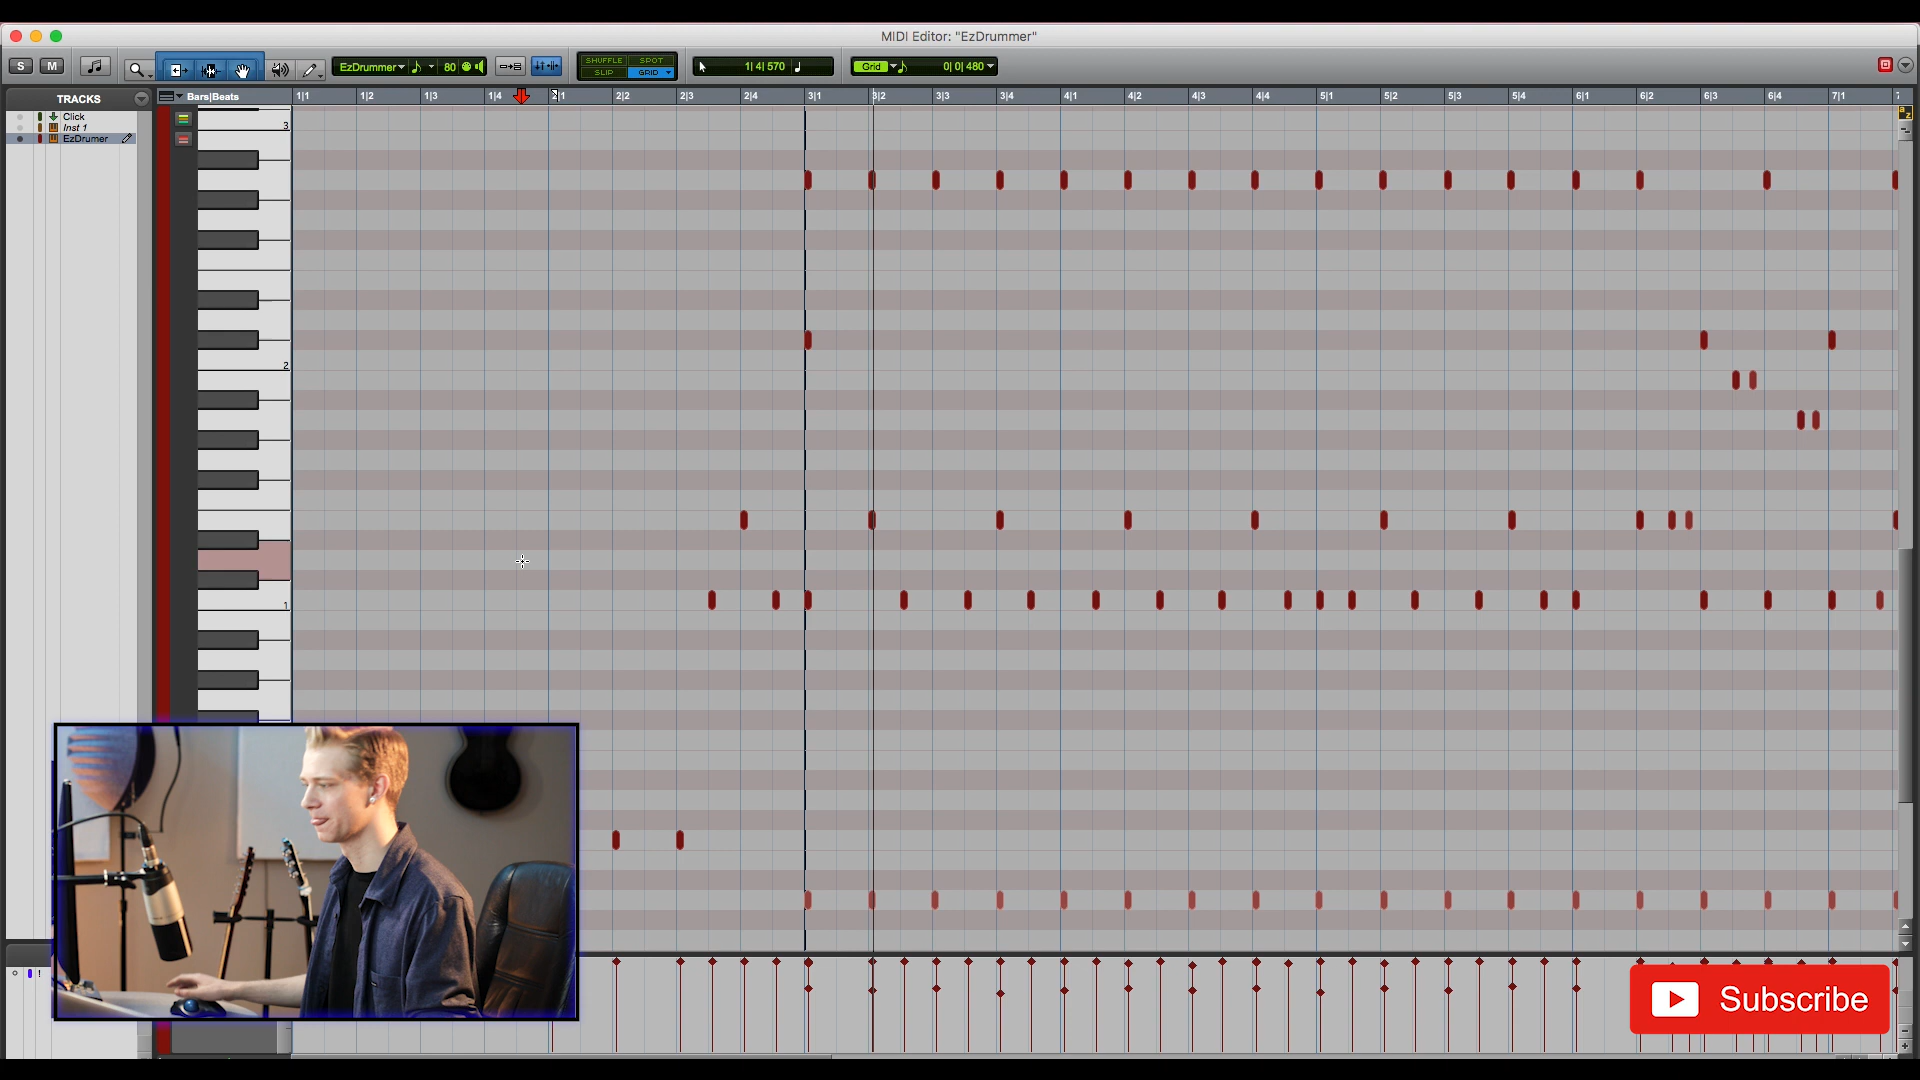 MIDI Editor: "EzDrummer"
S M EzDrummer 80 SHUFFLE SPOT 1| 4| 570 Grid 0| 0| 480
SLIP GRID
TRACKS Bars|Beats 1|1 1|2 1|3 1|4 2|1 2|2 2|3 2|4 3|1 3|2 3|3 3|4 4|1 4|2 4|3 4|4 5|1 5|2 5|3 5|4 6|1 6|2 6|3 6|4 7|1
Click
Inst 1
EzDrumer
3
2
1
Subscribe